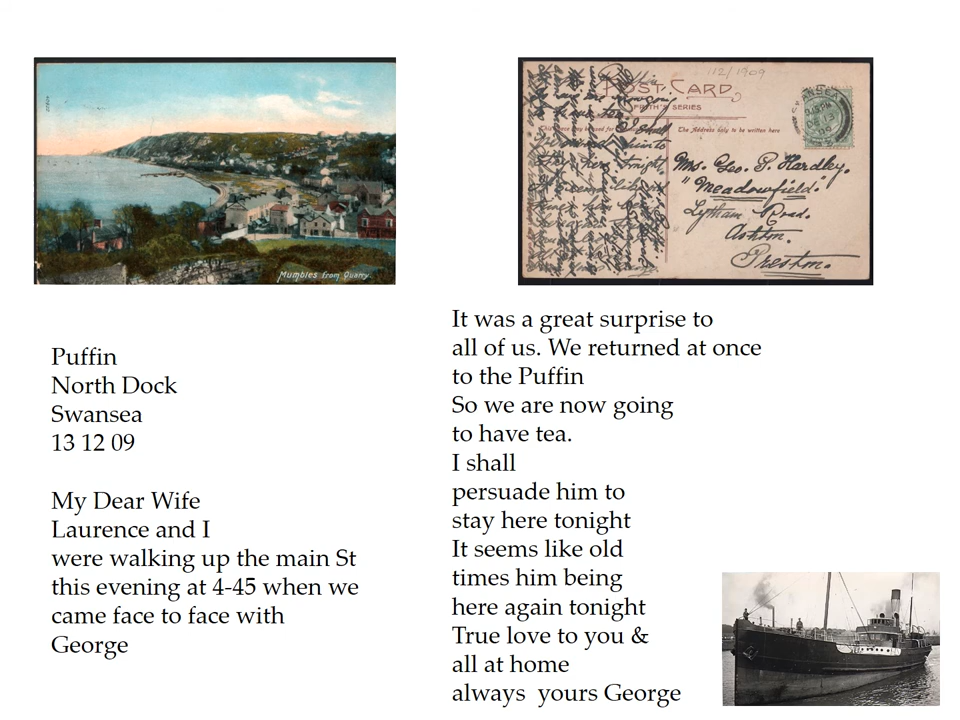 Mumbles from Quarry.
112/1909
POST CARD
FRITH'S SERIES
The Address only to be written here
Mrs. Geo. P. Hardley.
"Meadowfield."
Lytham Road.
Ashton.
Preston.
Puffin
North Dock
Swansea
13 12 09
My Dear Wife
Laurence and I
were walking up the main St
this evening at 4-45 when we
came face to face with
George
It was a great surprise to
all of us. We returned at once
to the Puffin
So we are now going
to have tea.
I shall
persuade him to
stay here tonight
It seems like old
times him being
here again tonight
True love to you &
all at home
always yours George